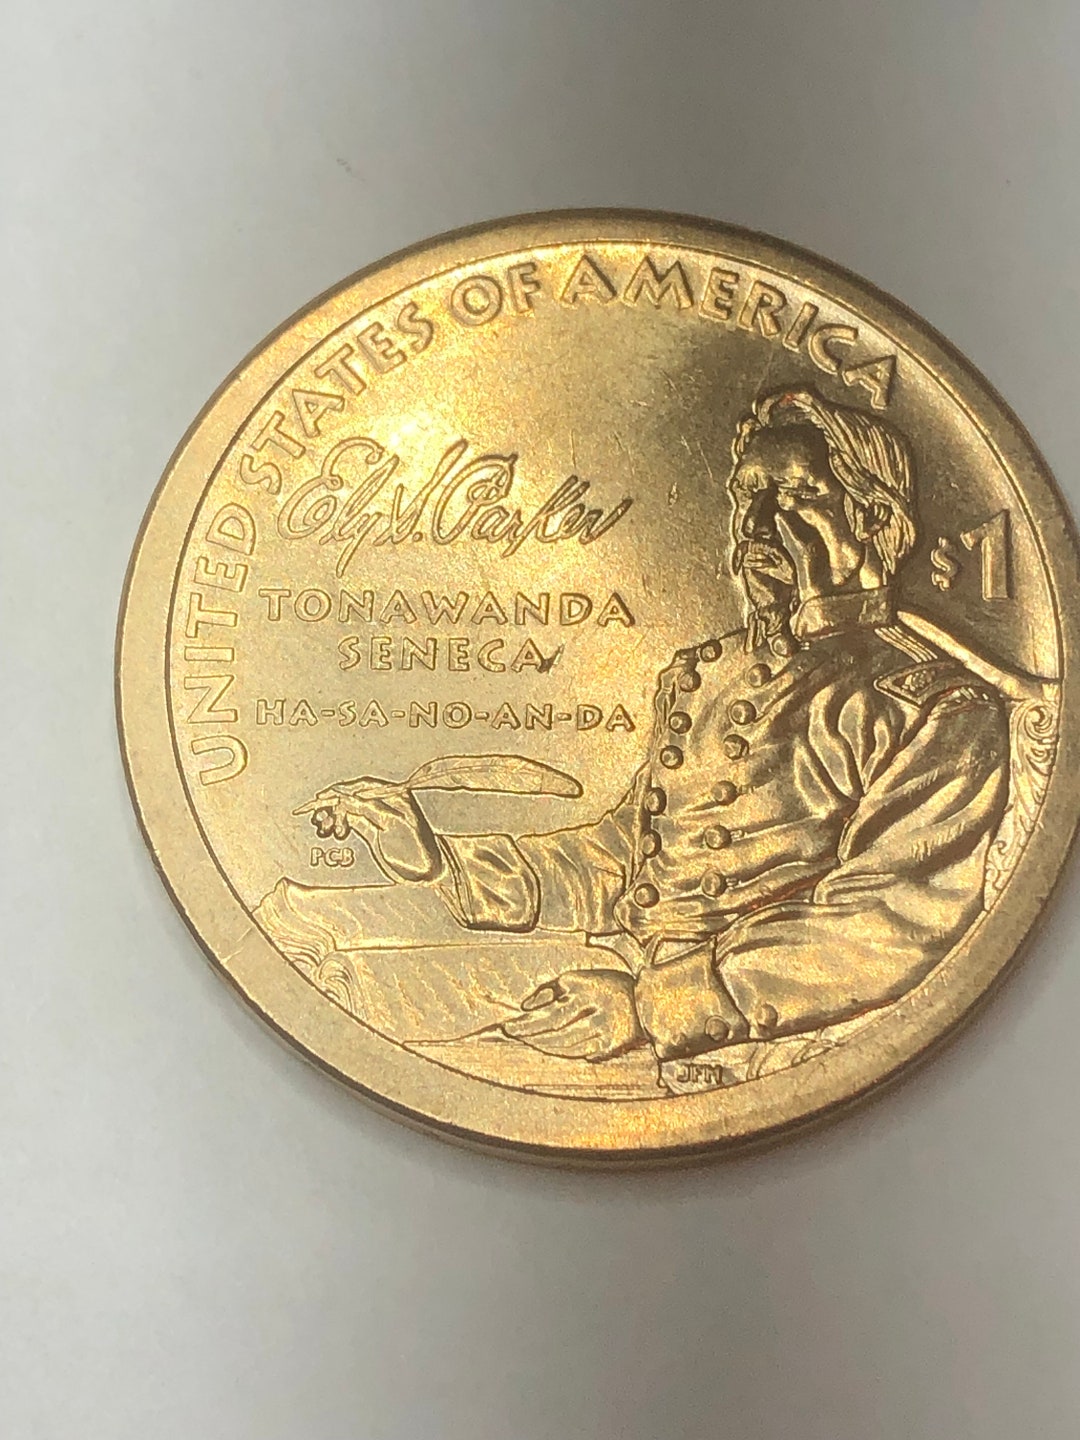 UNITED STATES OF AMERICA
Ely S. Parker
$1
TONAWANDA
SENECA
HA-SA-NO-AN-DA
PCB
JFM